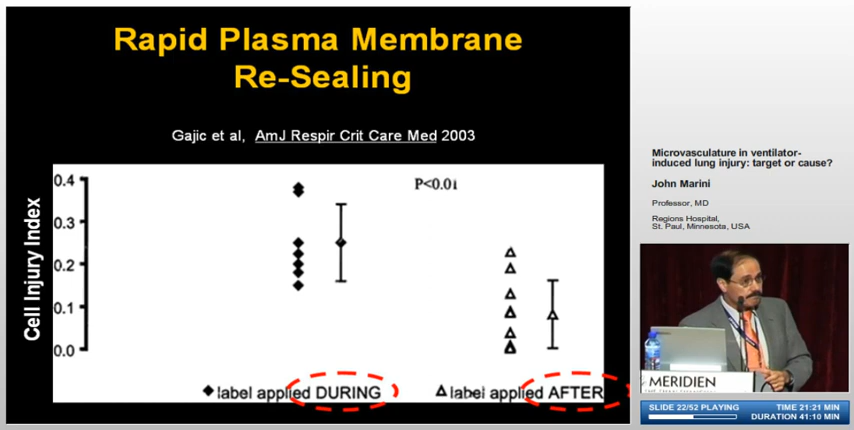 Rapid Plasma Membrane
Re-Sealing
Gajic et al, AmJ Respir Crit Care Med 2003
Cell Injury Index
0.4
0.3
0.2
0.1
0.0
P<0.01
label applied DURING
label applied AFTER
Microvasculature in ventilator-
induced lung injury: target or cause?
John Marini
Professor, MD
Regions Hospital,
St. Paul, Minnesota, USA
MERIDIEN
SLIDE 22/52 PLAYING
TIME 21:21 MIN
DURATION 41:10 MIN